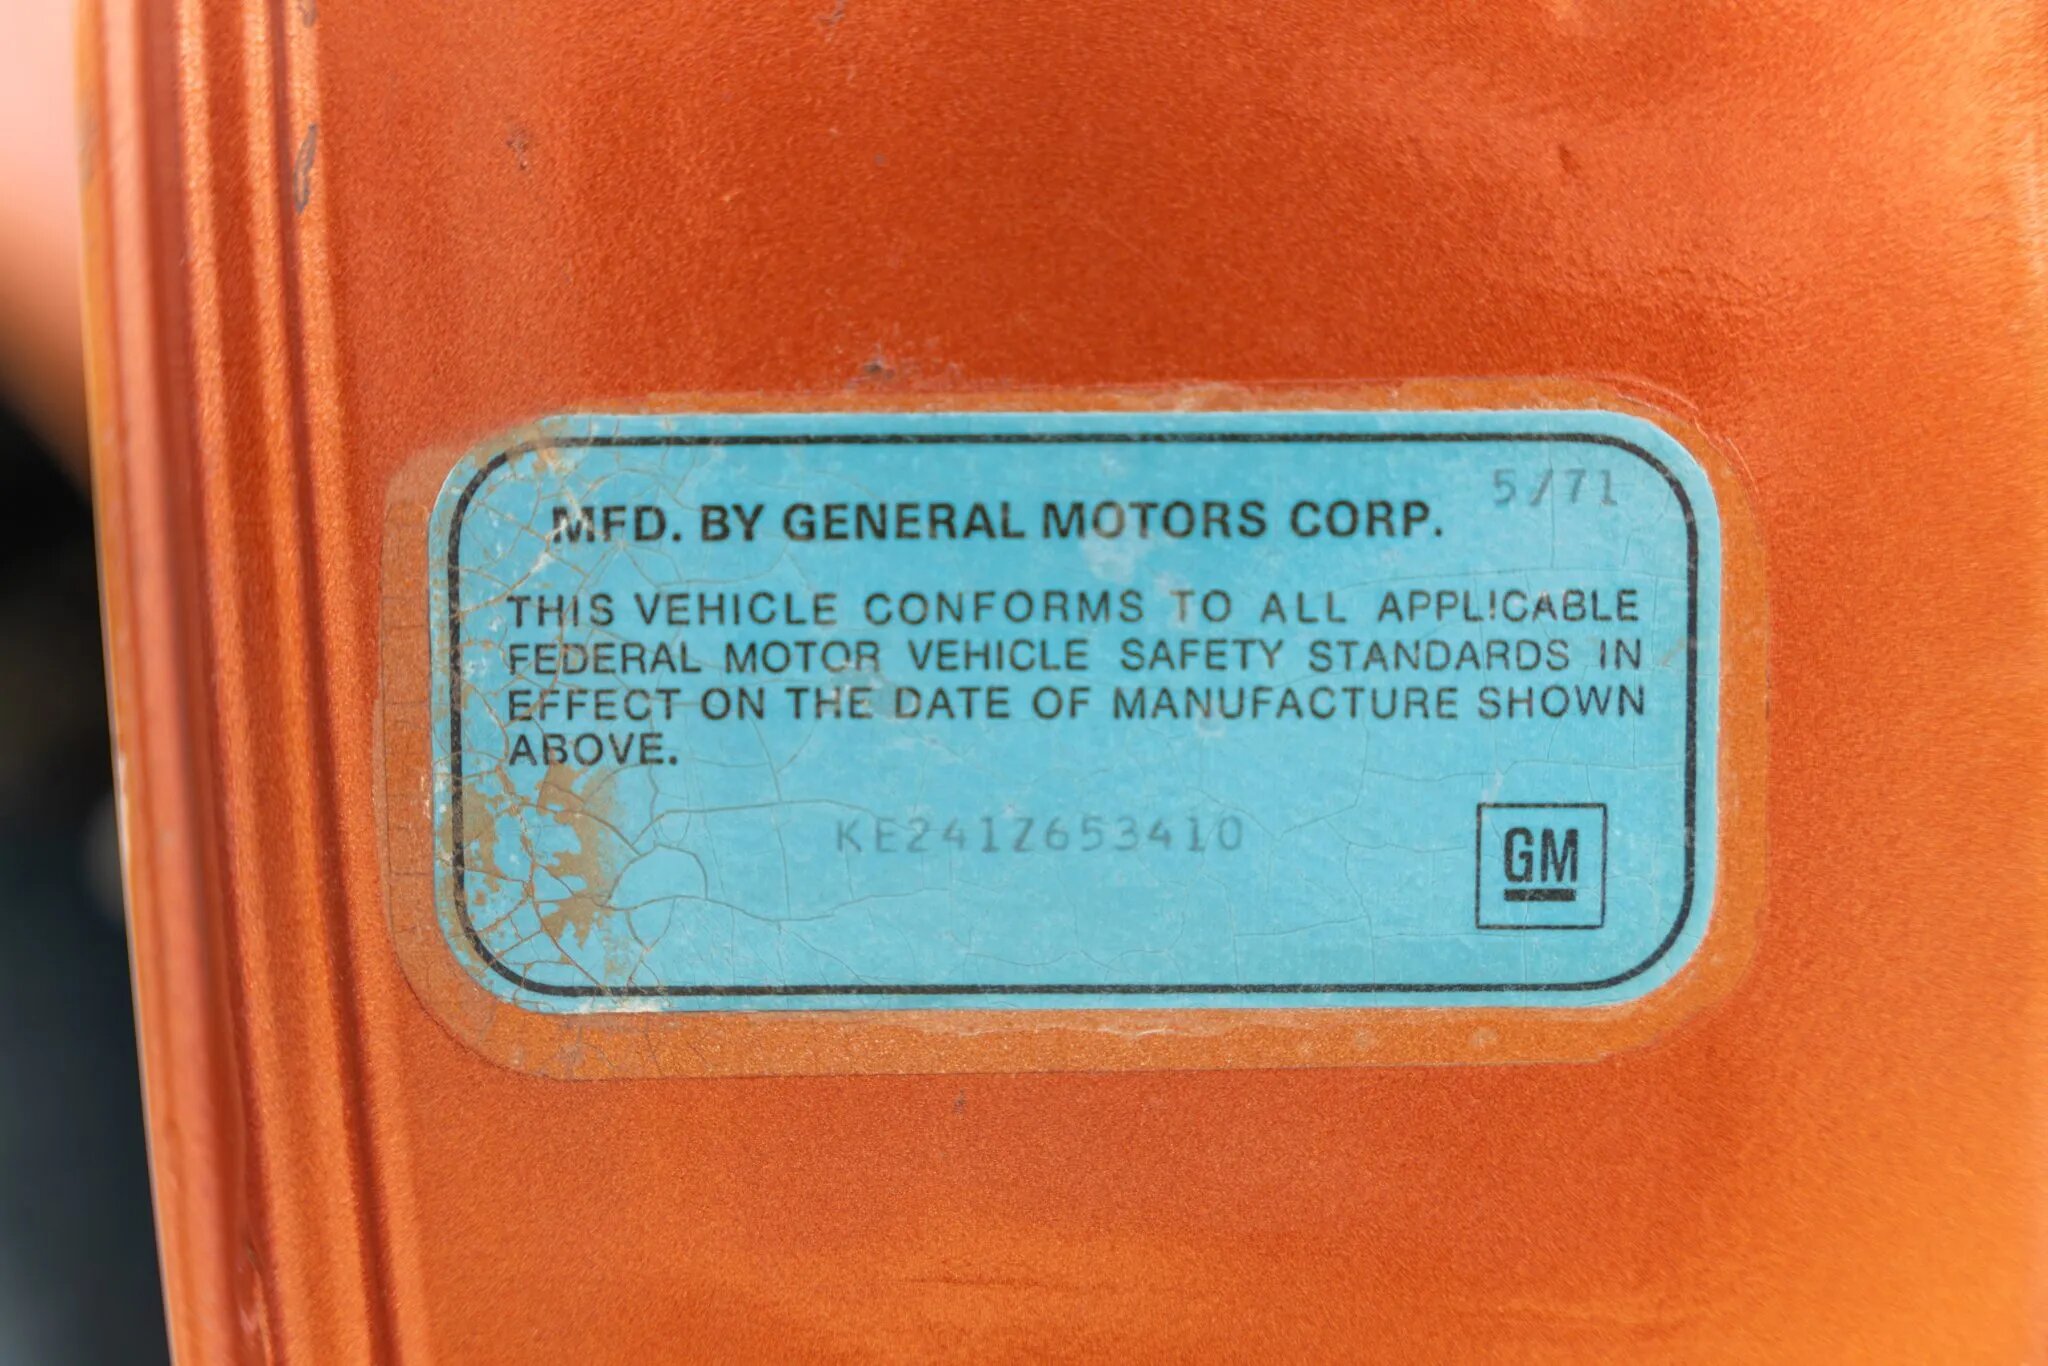 5/71
MFD. BY GENERAL MOTORS CORP.
THIS VEHICLE CONFORMS TO ALL APPLICABLE
FEDERAL MOTOR VEHICLE SAFETY STANDARDS IN
EFFECT ON THE DATE OF MANUFACTURE SHOWN
ABOVE.
KE241Z653410
GM